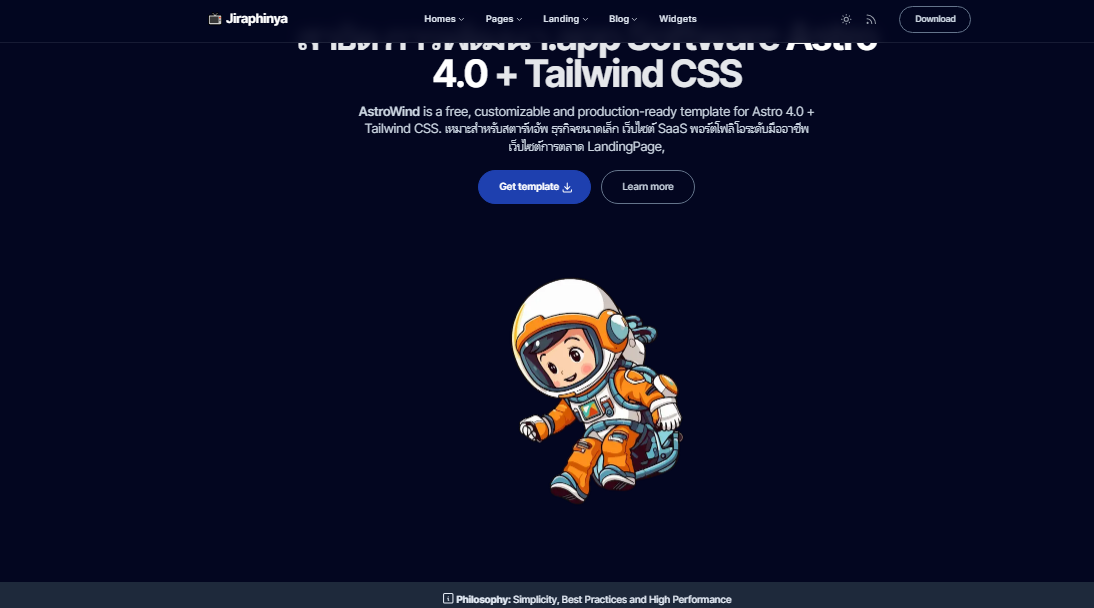 Jiraphinya
Homes Pages Landing Blog Widgets
Download
.app Software Astro
4.0 + Tailwind CSS
AstroWind is a free, customizable and production-ready template for Astro 4.0 +
Tailwind CSS. เหมาะสำหรับสตาร์ทอัพ ธุรกิจขนาดเล็ก เว็บไซต์ SaaS พอร์ตโฟลิโอระดับมืออาชีพ
เว็บไซต์การตลาด LandingPage,
Get template Learn more
Philosophy: Simplicity, Best Practices and High Performance